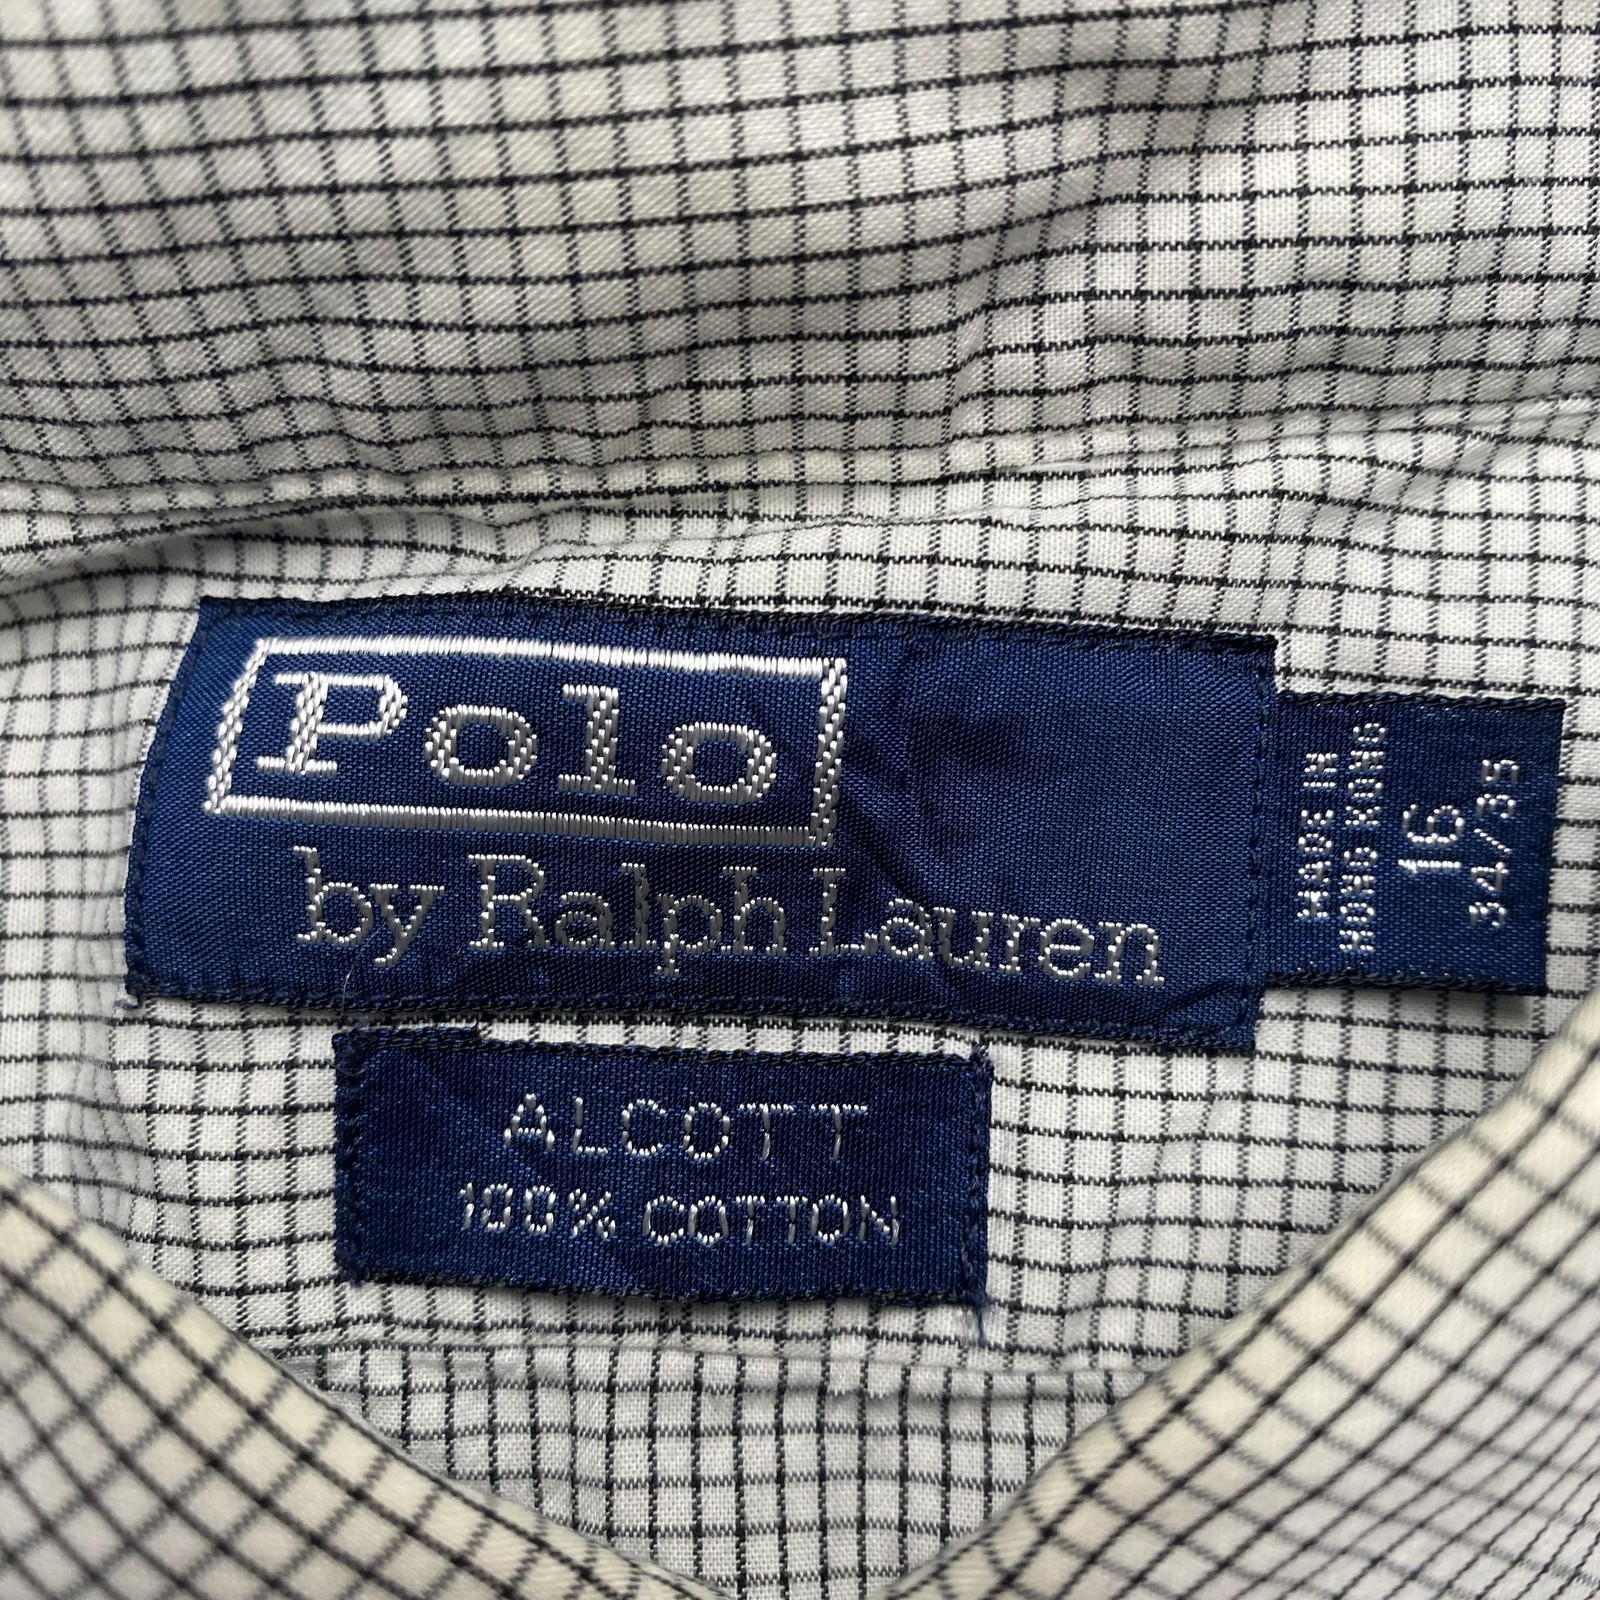 Polo
by Ralph Lauren
MADE IN
HONG KONG
16
34/35
ALCOTT
100% COTTON